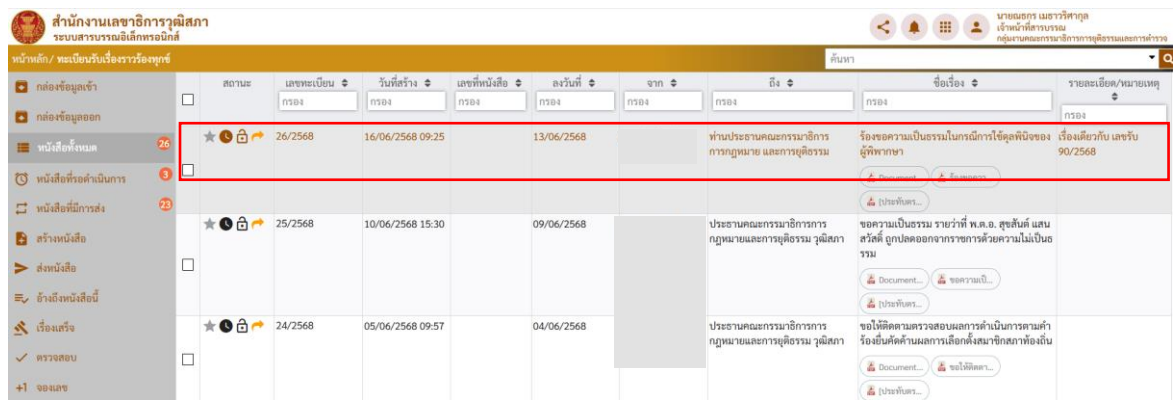 สำนักงานเลขาธิการวุฒิสภา
ระบบสารบรรณอิเล็กทรอนิกส์
นายณธกร เมธาวริศากุล
เจ้าหน้าที่สารบรรณ
กลุ่มงานคณะกรรมาธิการการยุติธรรมและการตำรวจ
หน้าหลัก/ ทะเบียนรับเรื่องราวร้องทุกข์
ค้นหา
กล่องข้อมูลเข้า
กล่องข้อมูลออก
หนังสือทั้งหมด 26
หนังสือที่รอดำเนินการ 3
หนังสือที่มีการส่ง 23
สร้างหนังสือ
ส่งหนังสือ
อ้างถึงหนังสือนี้
เรื่องเสร็จ
ตรวจสอบ
+1 จองเลข
สถานะ เลขทะเบียน วันที่สร้าง เลขที่หนังสือ ลงวันที่ จาก ถึง ชื่อเรื่อง รายละเอียด/หมายเหตุ
กรอง กรอง กรอง กรอง กรอง กรอง กรอง กรอง
26/2568 16/06/2568 09:25 13/06/2568 ท่านประธานคณะกรรมาธิการ ร้องขอความเป็นธรรมในกรณีการใช้ดุลพินิจของ เรื่องเดียวกับ เลขรับ
การกฎหมาย และการยุติธรรม ผู้พิพากษา 90/2568
Document... ร้องขอควา...
[ประทับตร...
25/2568 10/06/2568 15:30 09/06/2568 ประธานคณะกรรมาธิการการ ขอความเป็นธรรม รายว่าที่ พ.ต.อ. สุขสันต์ แสน
กฎหมายและการยุติธรรม วุฒิสภา สวัสดิ์ ถูกปลดออกจากราชการด้วยความไม่เป็นธ
รรม
Document... ขอความเป็...
[ประทับตร...
24/2568 05/06/2568 09:57 04/06/2568 ประธานคณะกรรมาธิการการ ขอให้ติดตามตรวจสอบผลการดำเนินการตามคำ
กฎหมายและการยุติธรรม วุฒิสภา ร้องยื่นคัดค้านผลการเลือกตั้งสมาชิกสภาท้องถิ่น
Document... ขอให้ติดตา...
[ประทับตร...